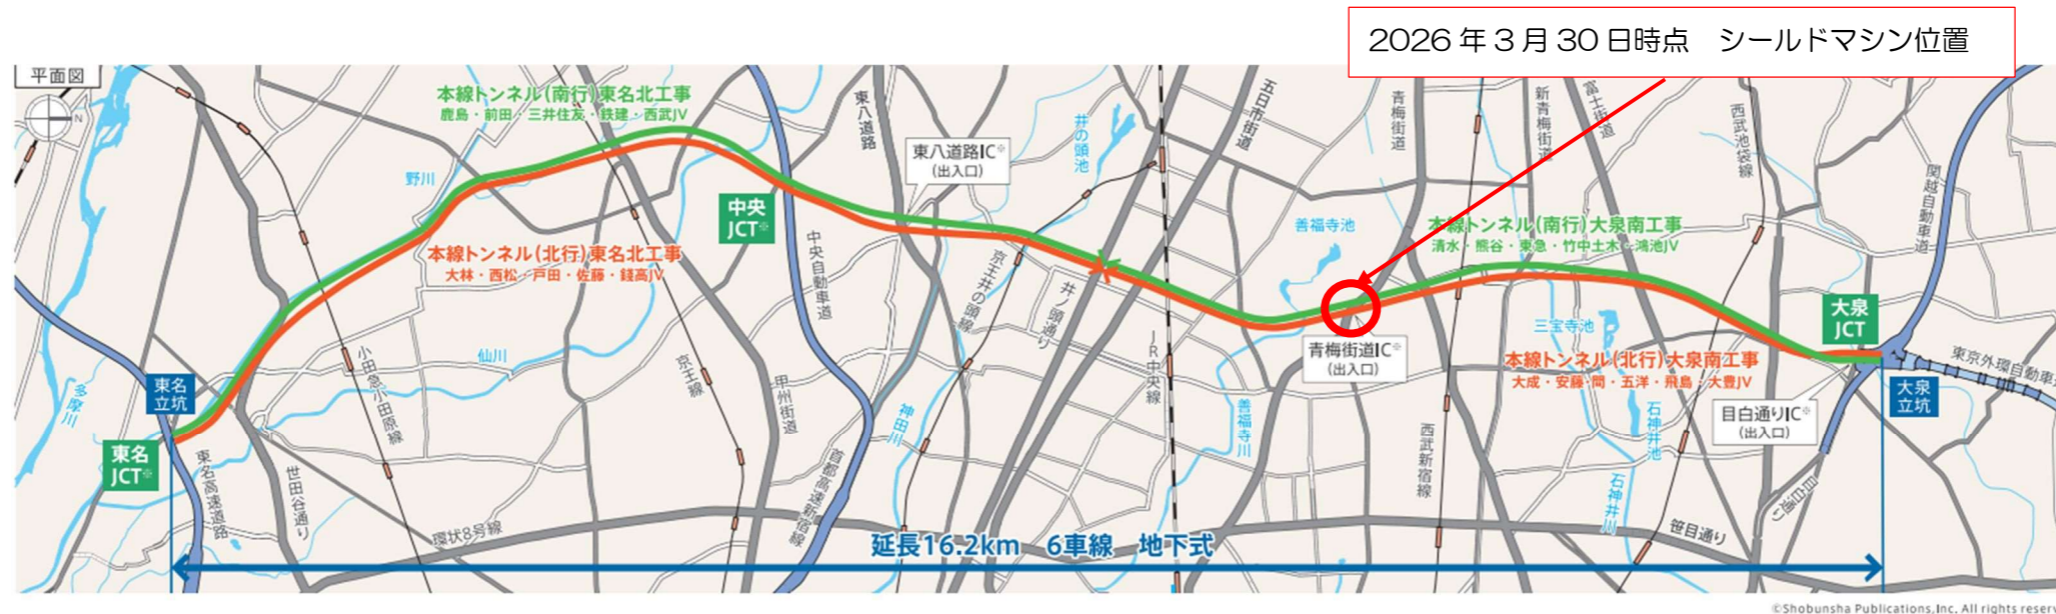 2026年3月30日時点　シールドマシン位置
平面図
N
本線トンネル(南行)東名北工事
鹿島・前田・三井住友・鉄建・西武JV
東八道路
井の頭池
五日市街道
青梅街道
新青梅街道
富士街道
西武池袋線
関越自動車道
東八道路IC※
(出入口)
野川
中央
JCT※
善福寺池
本線トンネル(南行)大泉南工事
清水・熊谷・東急・竹中土木・鴻池JV
本線トンネル(北行)東名北工事
大林・西松・戸田・佐藤・錢高JV
中央自動車道
京王井の頭線
井ノ頭通り
JR中央線
三宝寺池
大泉
JCT
青梅街道IC※
(出入口)
本線トンネル(北行)大泉南工事
大成・安藤・間・五洋・飛島・大豊JV
東京外環自動車
小田急小田原線
仙川
京王線
甲州街道
神田川
善福寺川
西武新宿線
石神井池
目白通りIC※
(出入口)
大泉
立坑
東名
立坑
多摩川
東名
JCT※
東名高速道路
世田谷通り
環状8号線
首都高速新宿線
石神井川
目白通り
笹目通り
延長16.2km　6車線　地下式
©Shobunsha Publications,Inc. All rights reserv